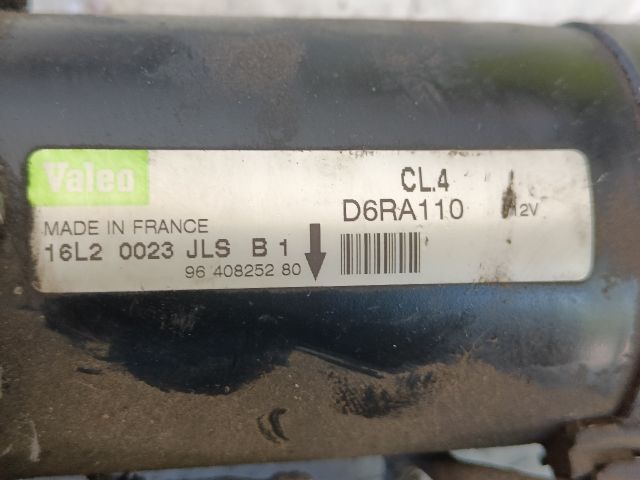 Valeo
CL.4
D6RA110 12V
MADE IN FRANCE
16L2 0023 JLS B 1
96 408252 80